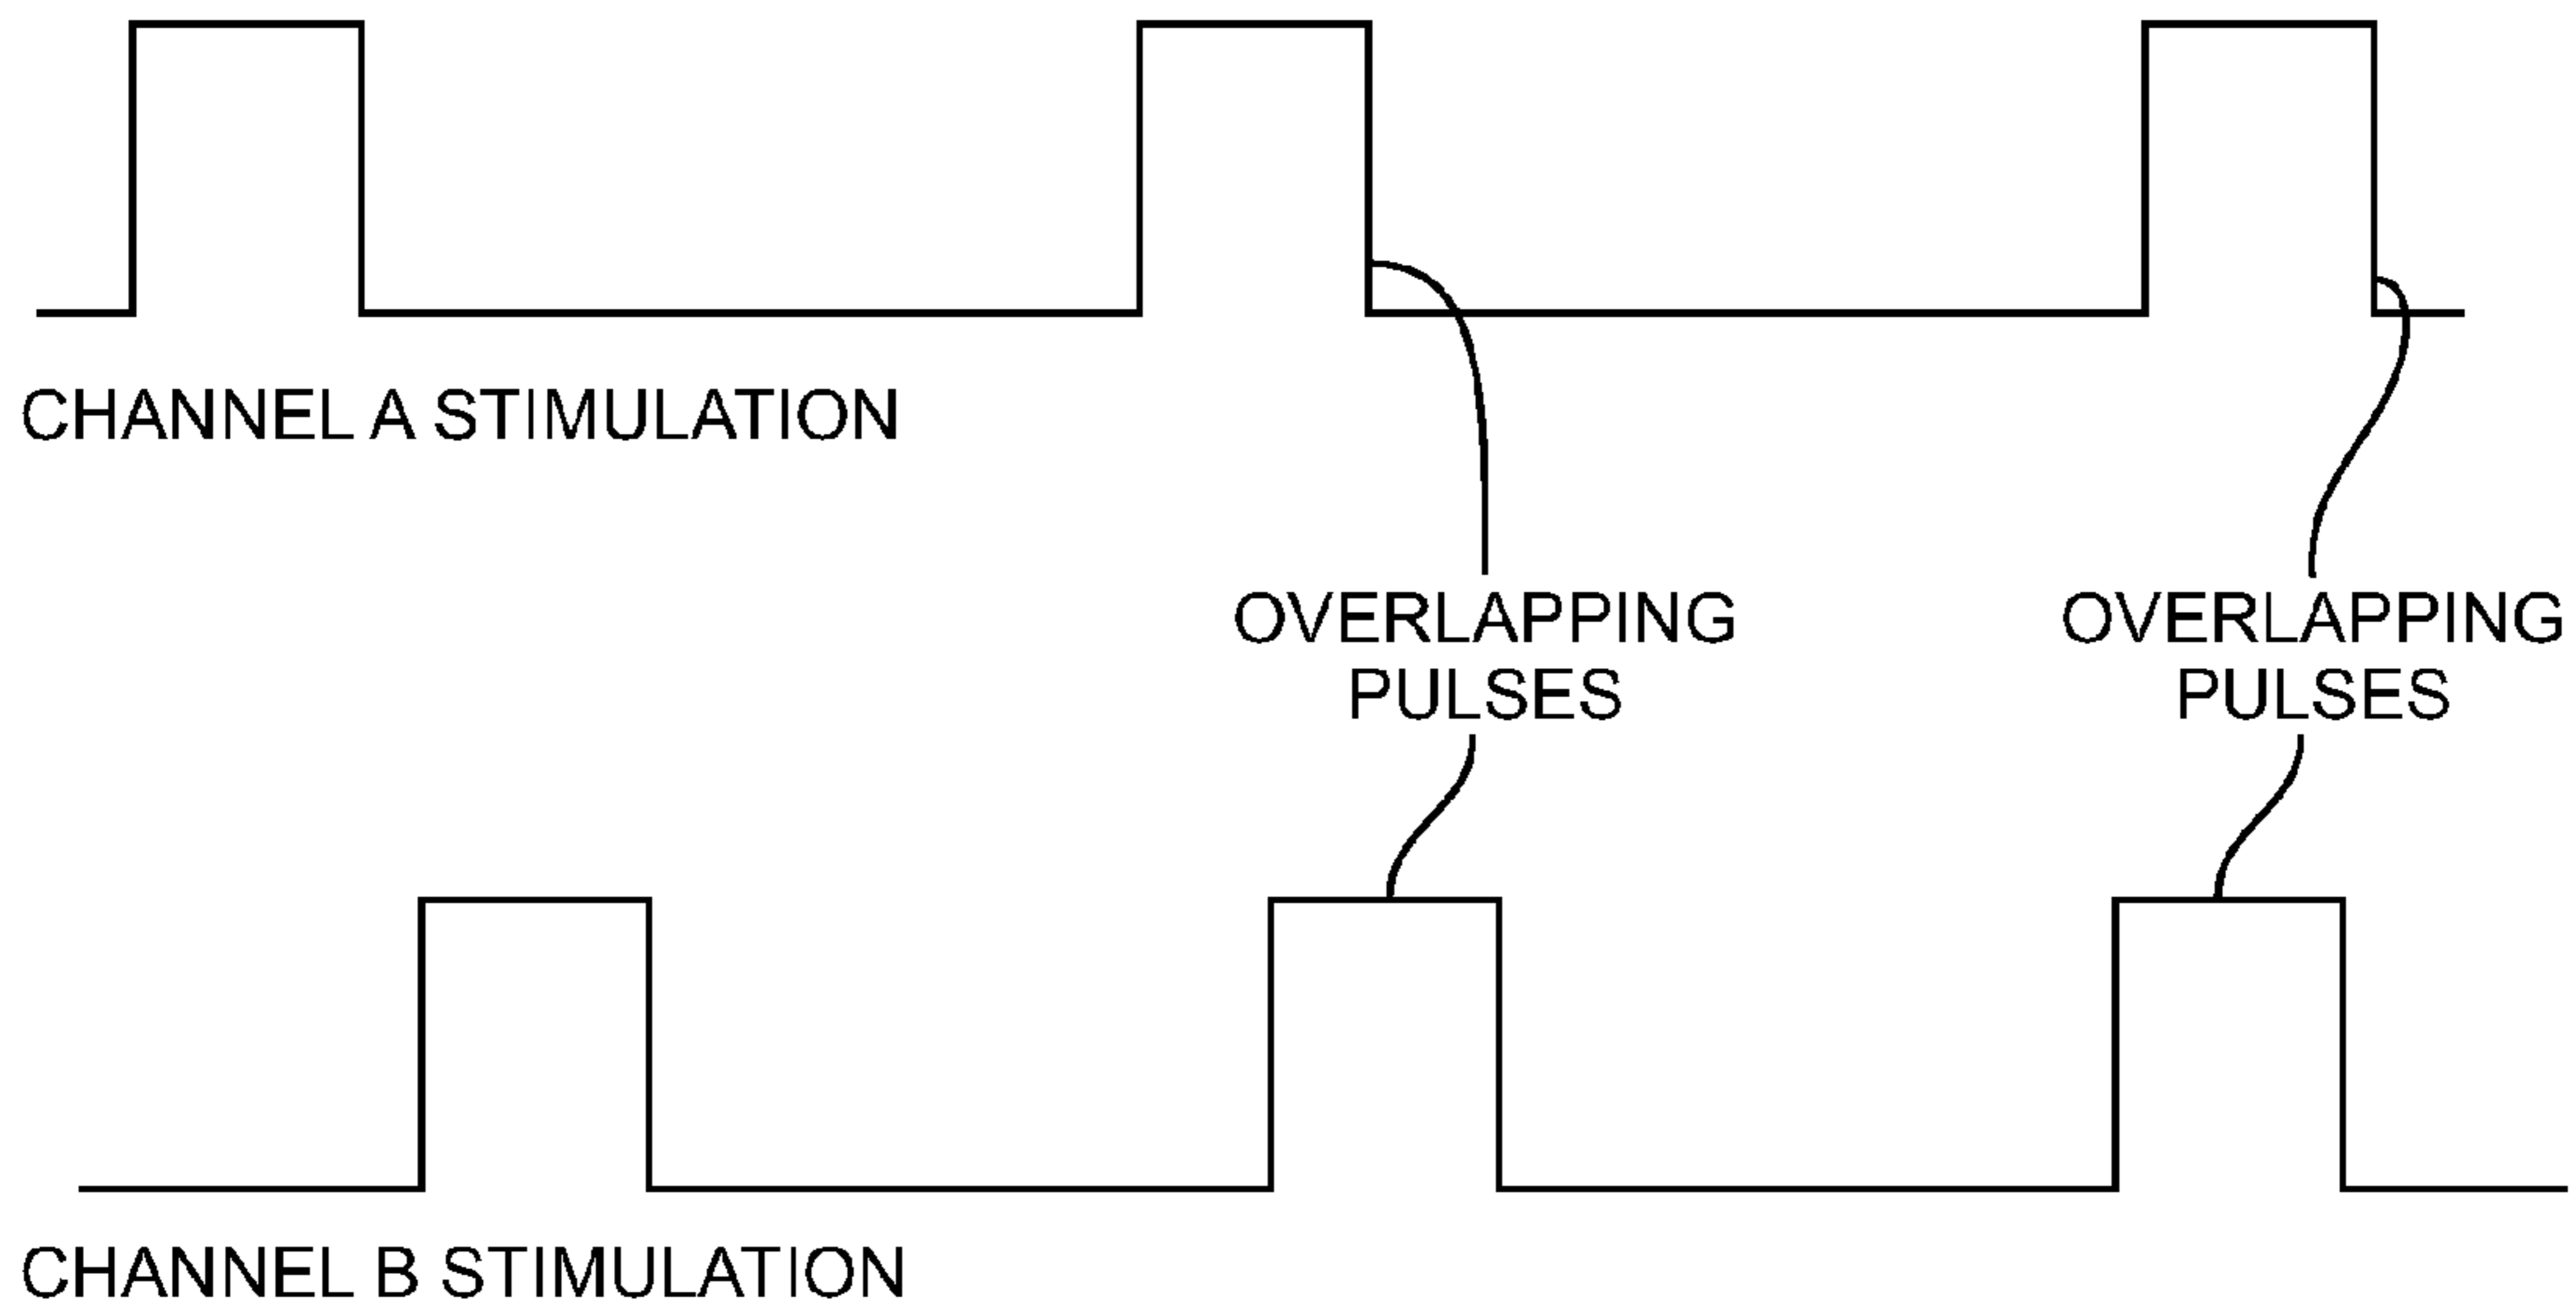 CHANNEL A STIMULATION
OVERLAPPING
PULSES
OVERLAPPING
PULSES
CHANNEL B STIMULATION